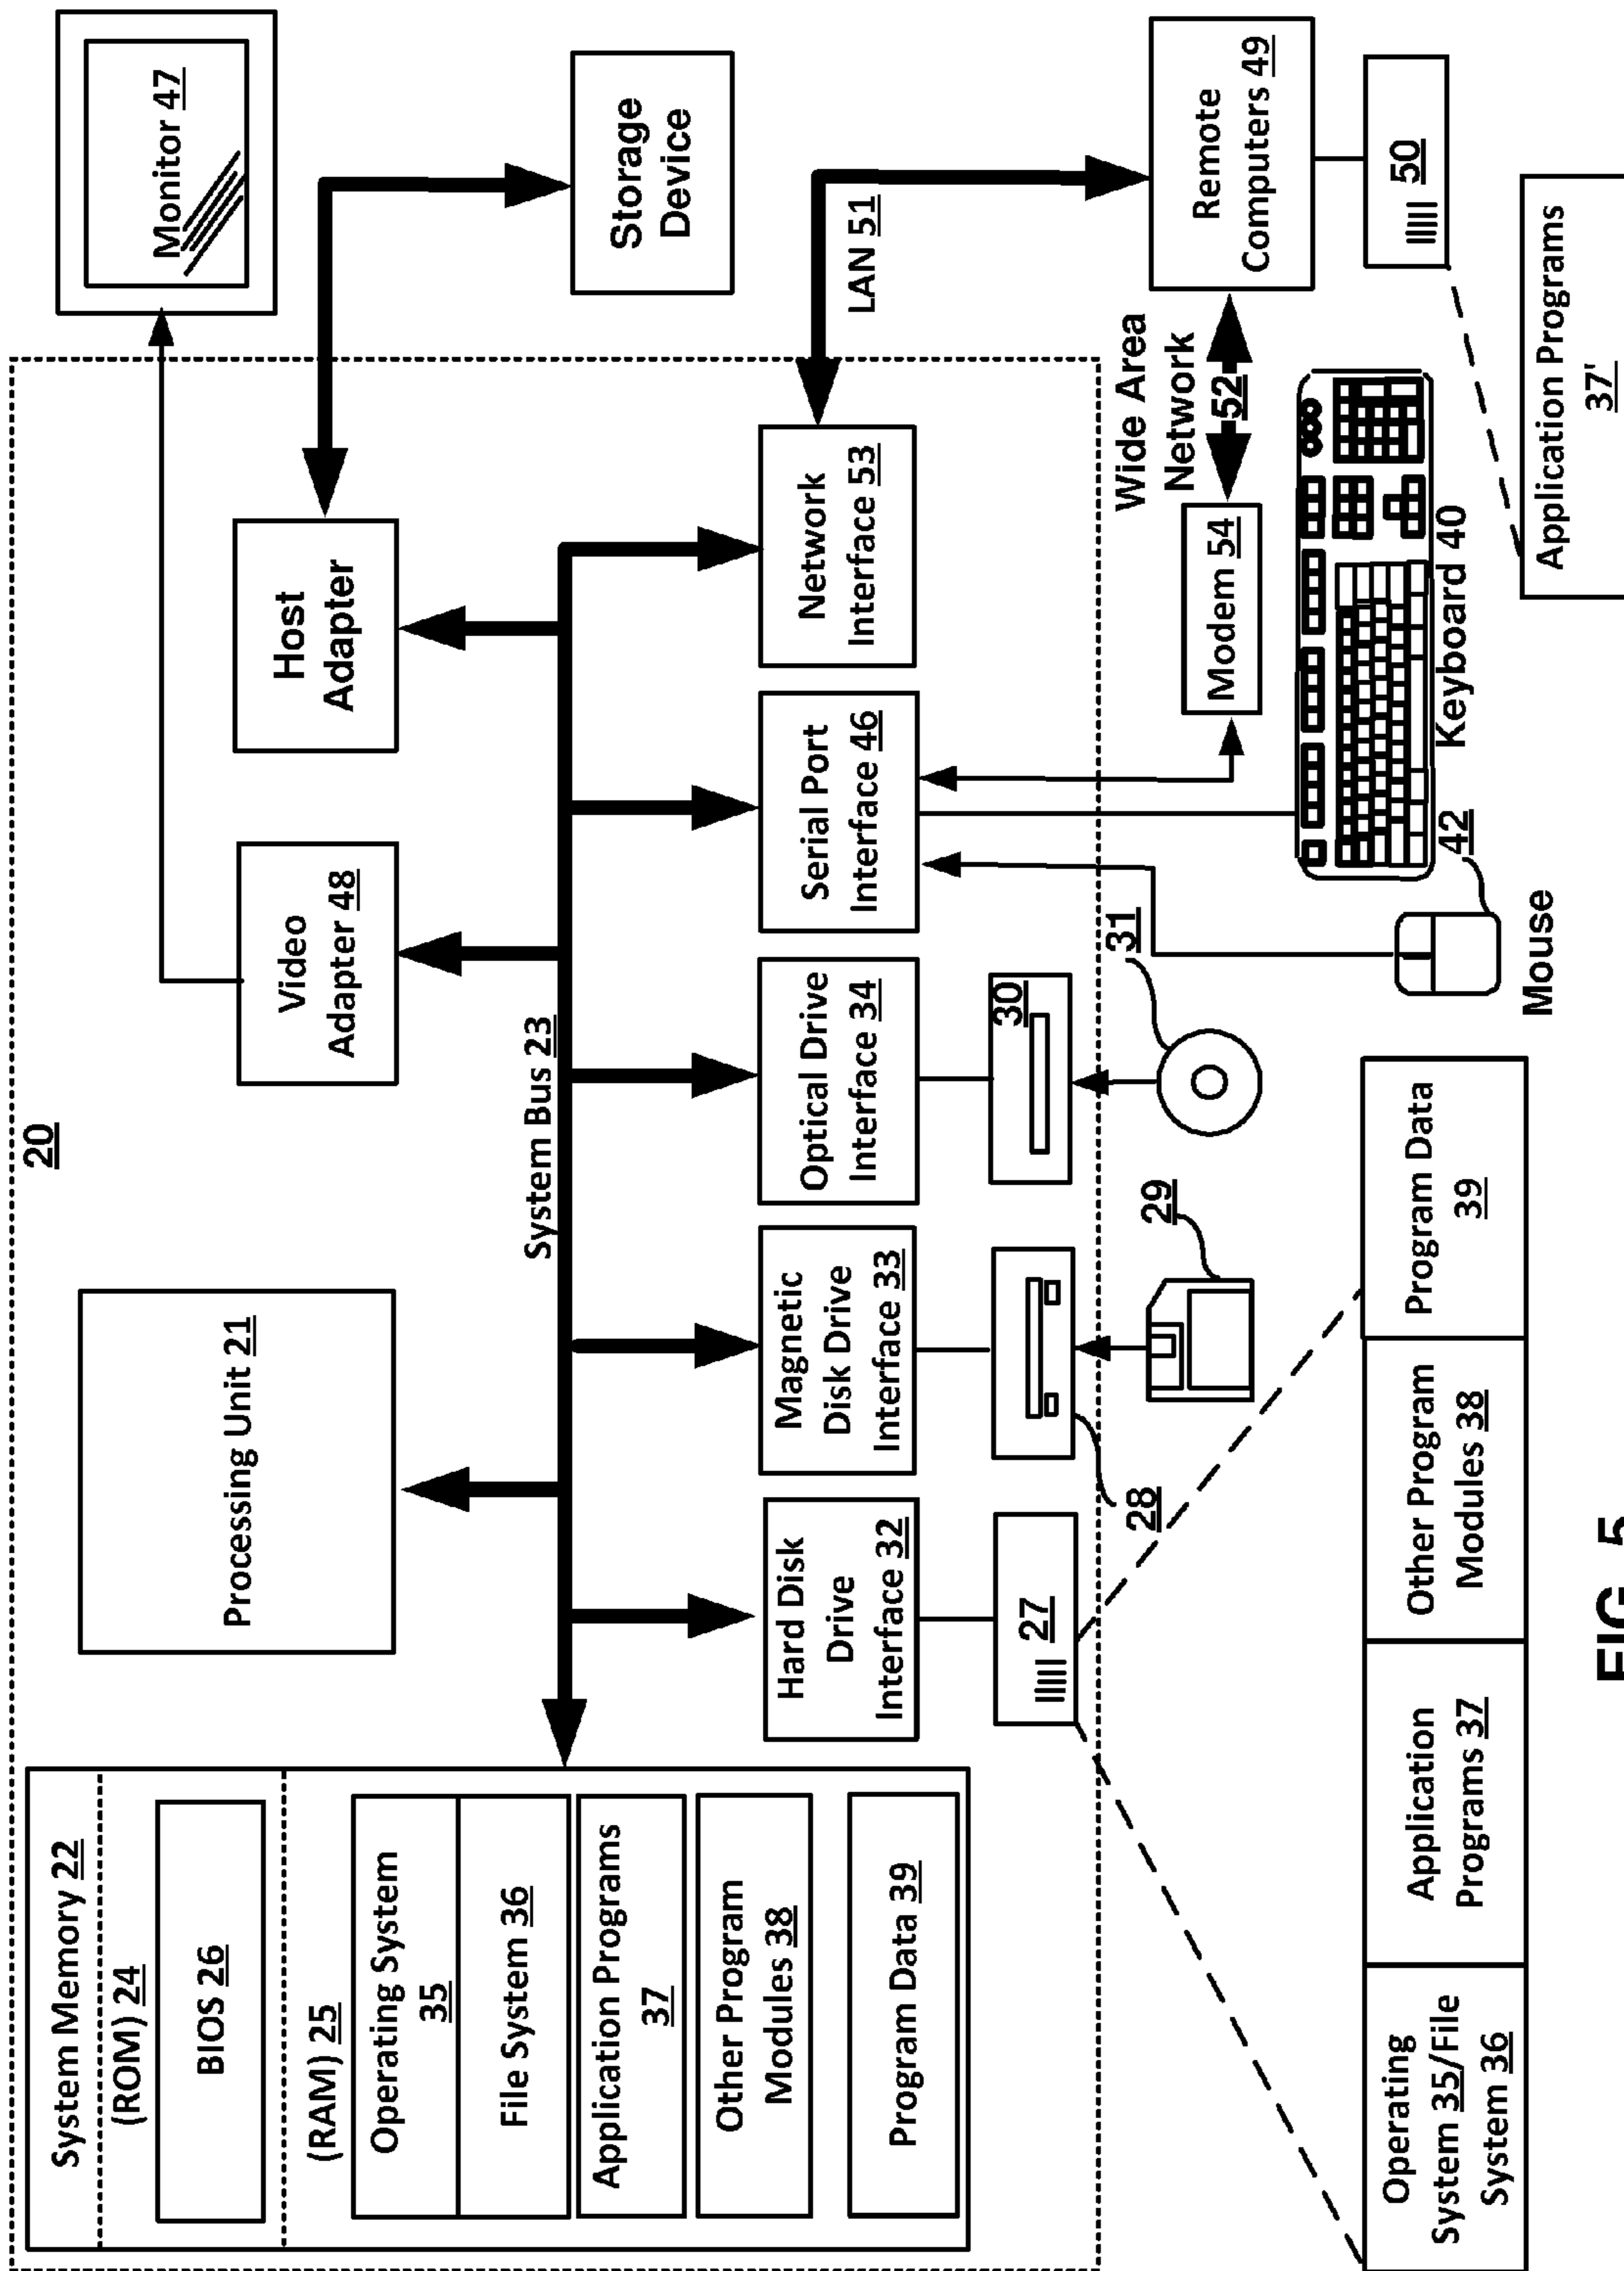 20
System Memory 22
(ROM) 24
BIOS 26
(RAM) 25
Operating System
35
File System 36
Application Programs
37
Other Program
Modules 38
Program Data 39
Processing Unit 21
Video
Adapter 48
Host
Adapter
Monitor 47
Storage
Device
System Bus 23
Hard Disk
Drive
Interface 32
Magnetic
Disk Drive
Interface 33
Optical Drive
Interface 34
Serial Port
Interface 46
Network
Interface 53
LAN 51
27
28
29
30
31
Wide Area
Network
52
Modem 54
Remote
Computers 49
50
Keyboard 40
42
Mouse
Operating
System 35/File
System 36
Application
Programs 37
Other Program
Modules 38
Program Data
39
Application Programs
37'
FIG. 5